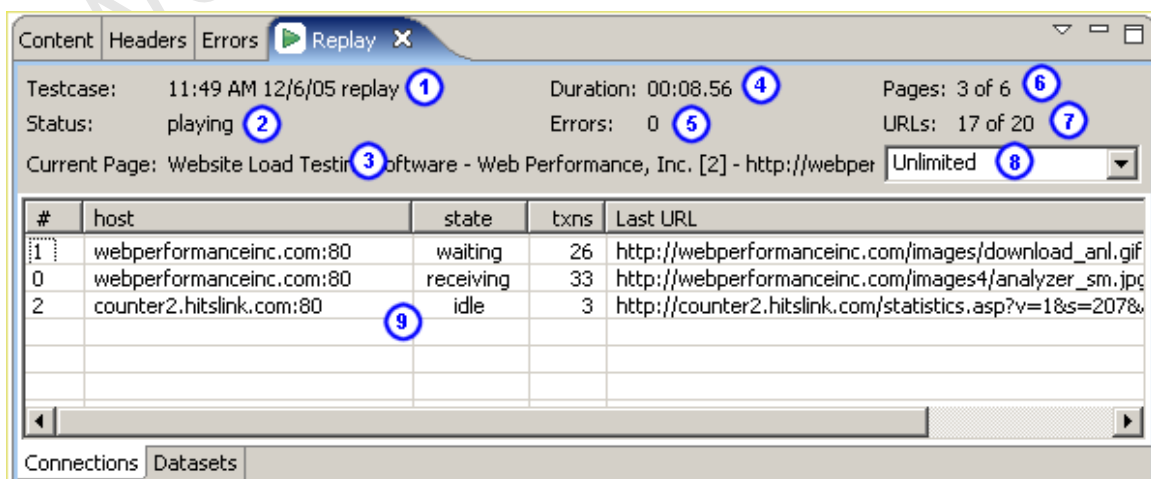 Content Headers Errors Replay
Testcase: 11:49 AM 12/6/05 replay 1 Duration: 00:08.56 4 Pages: 3 of 6 6
Status: playing 2 Errors: 0 5 URLs: 17 of 20 7
Current Page: Website Load Testin 3 oftware - Web Performance, Inc. [2] - http://webper Unlimited 8
# host state txns Last URL
1 webperformanceinc.com:80 waiting 26 http://webperformanceinc.com/images/download_anl.gif
0 webperformanceinc.com:80 receiving 33 http://webperformanceinc.com/images4/analyzer_sm.jpg
2 counter2.hitslink.com:80 idle 3 http://counter2.hitslink.com/statistics.asp?v=1&s=207&
9
Connections Datasets